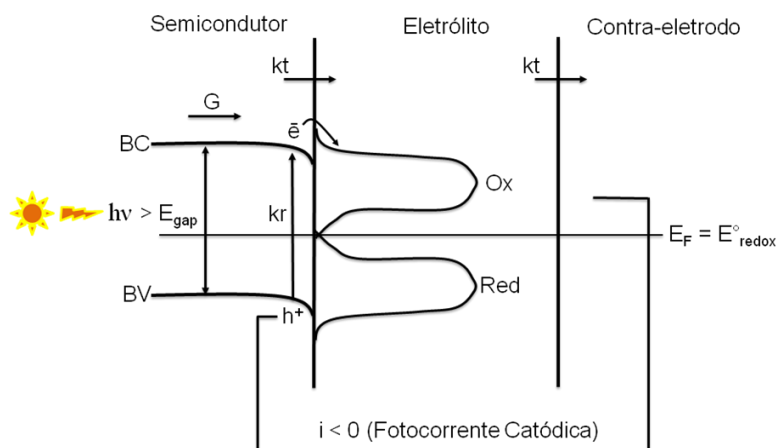 Semicondutor
Eletrólito
Contra-eletrodo
kt
kt
G
ē
BC
Ox
hν > E_gap
kr
E_F = E°_redox
BV
h⁺
Red
i < 0 (Fotocorrente Catódica)